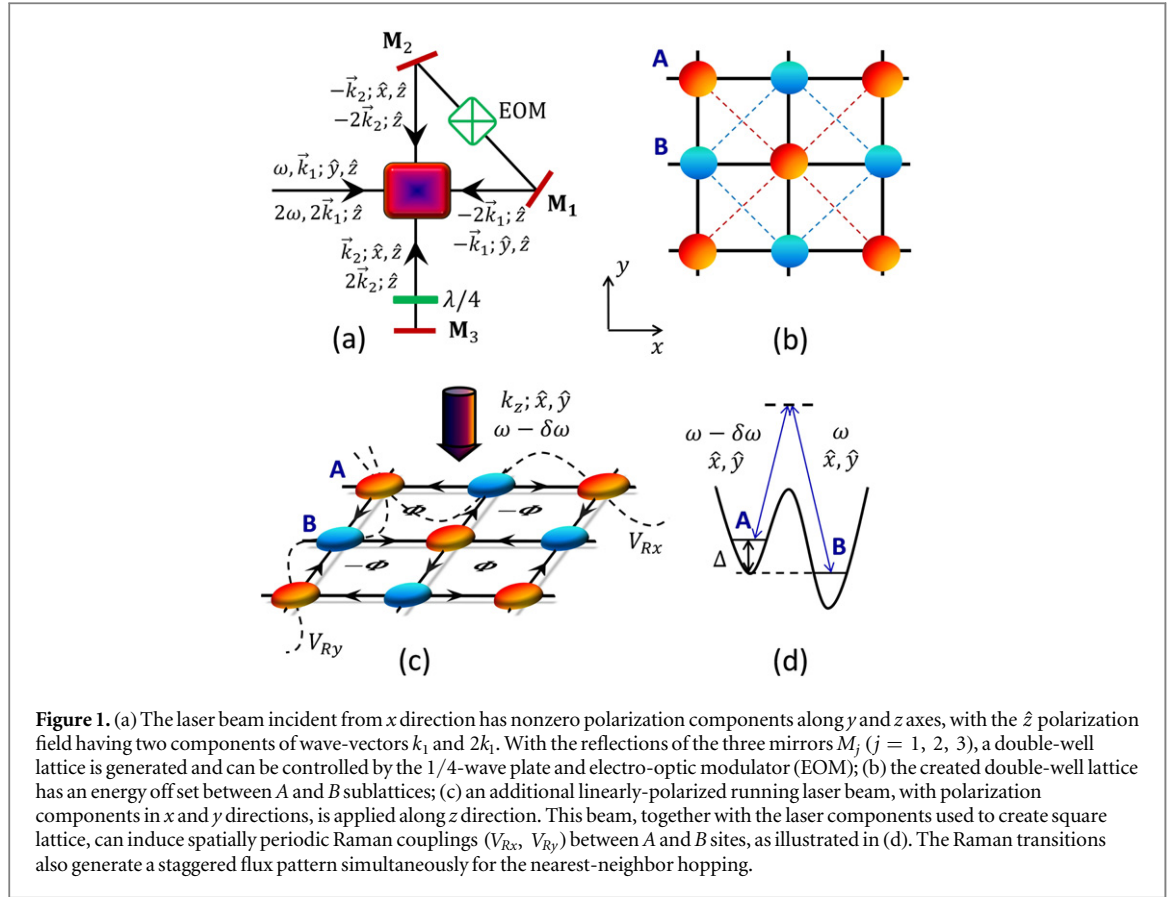 M₂
−k⃗₂; x̂, ẑ
−2k⃗₂; ẑ
EOM
ω, k⃗₁; ŷ, ẑ
2ω, 2k⃗₁; ẑ
M₁
−2k⃗₁; ẑ
−k⃗₁; ŷ, ẑ
k⃗₂; x̂, ẑ
2k⃗₂; ẑ
λ/4
M₃
(a)
A
B
y
x
(b)
k_z; x̂, ŷ
ω − δω
A
B
Φ
−Φ
−Φ
Φ
V_Rx
V_Ry
(c)
ω − δω
x̂, ŷ
ω
x̂, ŷ
A
B
Δ
(d)
Figure 1. (a) The laser beam incident from x direction has nonzero polarization components along y and z axes, with the ẑ polarization
field having two components of wave-vectors k₁ and 2k₁. With the reflections of the three mirrors M_j (j = 1, 2, 3), a double-well
lattice is generated and can be controlled by the 1/4-wave plate and electro-optic modulator (EOM); (b) the created double-well lattice
has an energy off set between A and B sublattices; (c) an additional linearly-polarized running laser beam, with polarization
components in x and y directions, is applied along z direction. This beam, together with the laser components used to create square
lattice, can induce spatially periodic Raman couplings (V_Rx, V_Ry) between A and B sites, as illustrated in (d). The Raman transitions
also generate a staggered flux pattern simultaneously for the nearest-neighbor hopping.